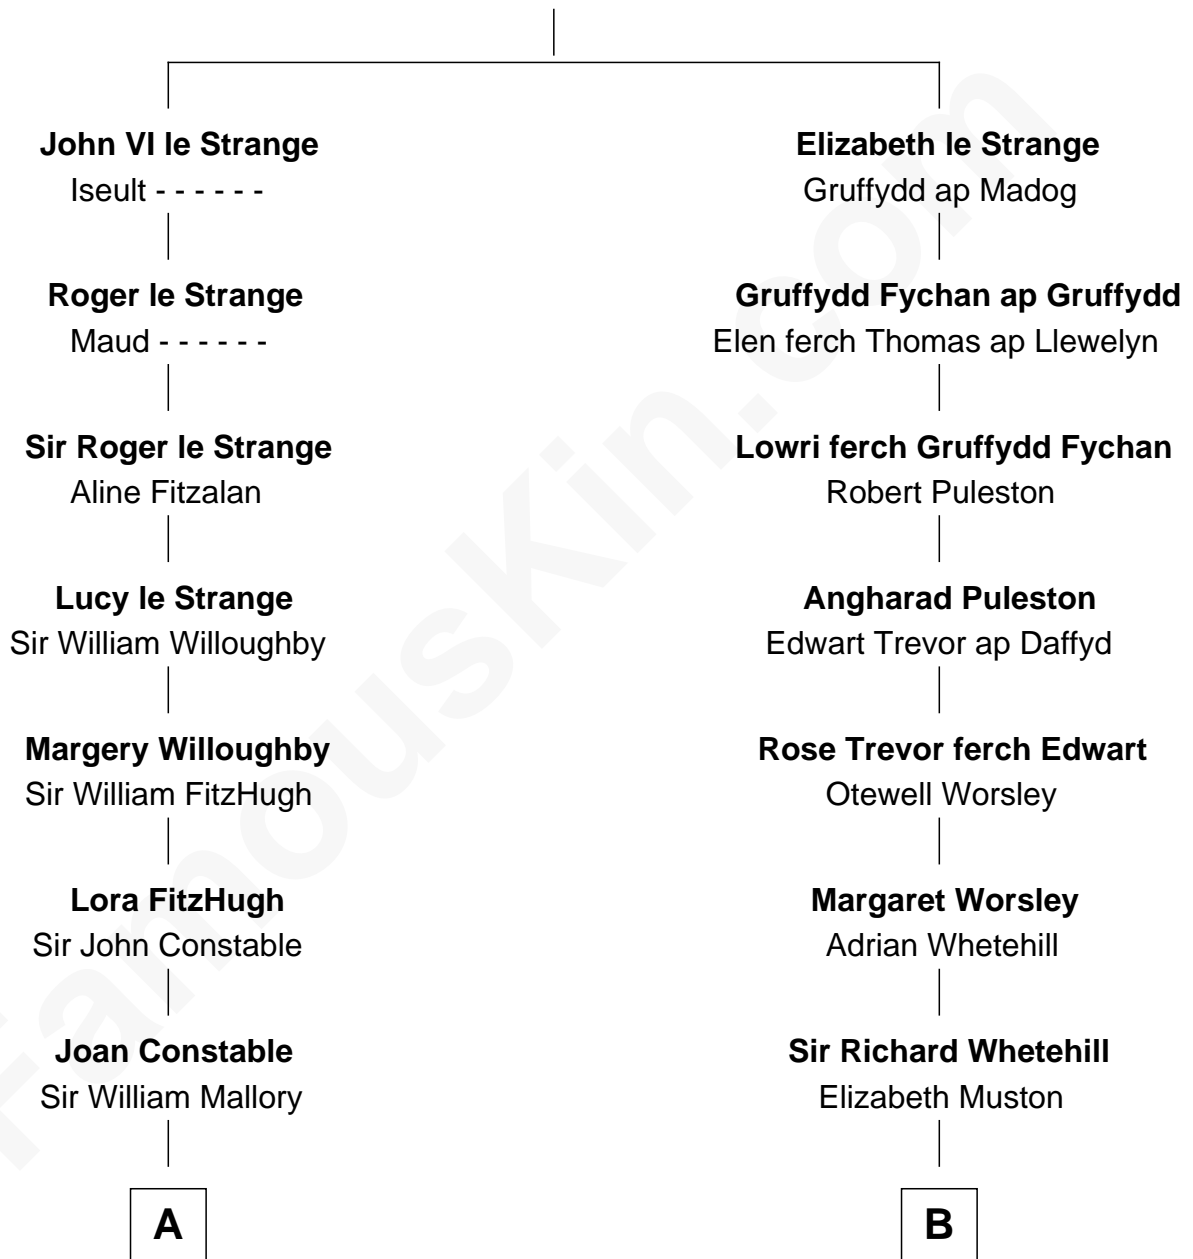 John VI le Strange
Iseult - - - - - -
Roger le Strange
Maud - - - - - -
Sir Roger le Strange
Aline Fitzalan
Lucy le Strange
Sir William Willoughby
Margery Willoughby
Sir William FitzHugh
Lora FitzHugh
Sir John Constable
Joan Constable
Sir William Mallory
A
Elizabeth le Strange
Gruffydd ap Madog
Gruffydd Fychan ap Gruffydd
Elen ferch Thomas ap Llewelyn
Lowri ferch Gruffydd Fychan
Robert Puleston
Angharad Puleston
Edwart Trevor ap Daffyd
Rose Trevor ferch Edwart
Otewell Worsley
Margaret Worsley
Adrian Whetehill
Sir Richard Whetehill
Elizabeth Muston
B
FamousKin.com